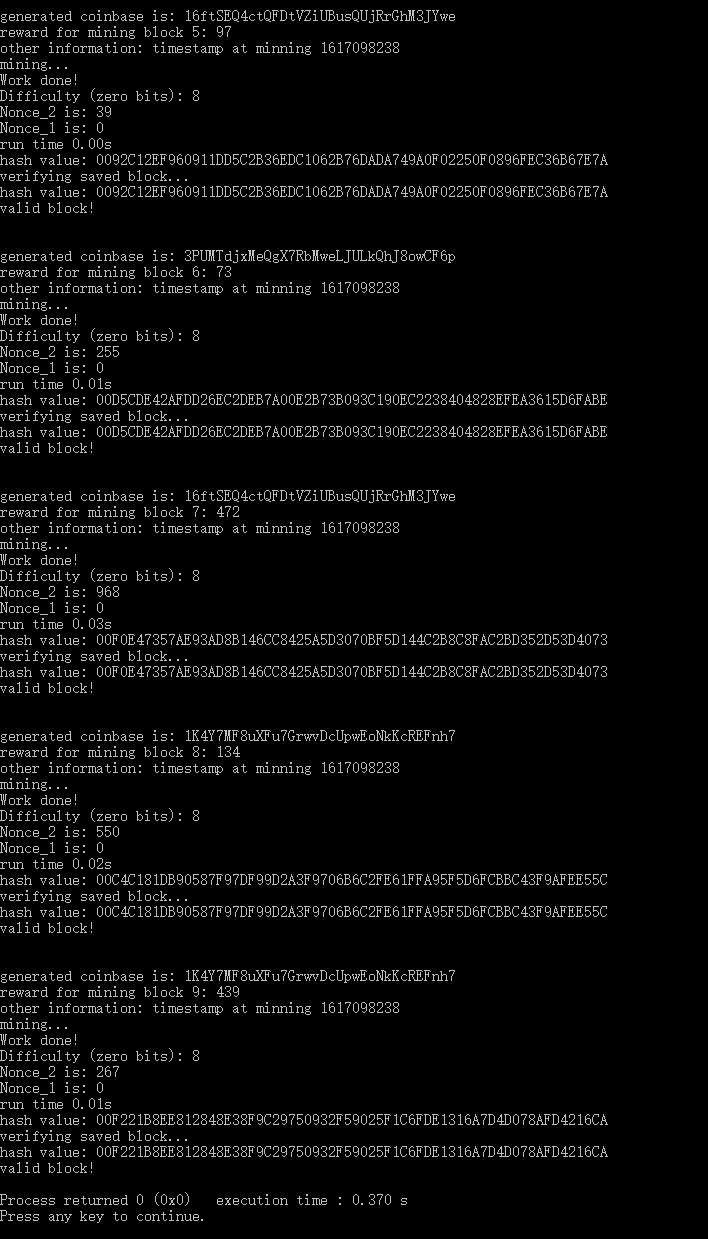 generated coinbase is: 16ftSEQ4ctQFDtVZiUBusQUjRrGhM3JYwe
reward for mining block 5: 97
other information: timestamp at minning 1617098238
mining...
Work done!
Difficulty (zero bits): 8
Nonce_2 is: 39
Nonce_1 is: 0
run time 0.00s
hash value: 0092C12EF960911DD5C2B36EDC1062B76DADA749A0F02250F0896FEC36B67E7A
verifying saved block...
hash value: 0092C12EF960911DD5C2B36EDC1062B76DADA749A0F02250F0896FEC36B67E7A
valid block!
generated coinbase is: 3PUMTdjxMeQgX7RbMweLJULkQhJ8owCF6p
reward for mining block 6: 73
other information: timestamp at minning 1617098238
mining...
Work done!
Difficulty (zero bits): 8
Nonce_2 is: 255
Nonce_1 is: 0
run time 0.01s
hash value: 00D5CDE42AFDD26EC2DEB7A00E2B73B093C190EC2238404828EFEA3615D6FABE
verifying saved block...
hash value: 00D5CDE42AFDD26EC2DEB7A00E2B73B093C190EC2238404828EFEA3615D6FABE
valid block!
generated coinbase is: 16ftSEQ4ctQFDtVZiUBusQUjRrGhM3JYwe
reward for mining block 7: 472
other information: timestamp at minning 1617098238
mining...
Work done!
Difficulty (zero bits): 8
Nonce_2 is: 968
Nonce_1 is: 0
run time 0.03s
hash value: 00F0E47357AE93AD8B146CC8425A5D3070BF5D144C2B8C8FAC2BD352D53D4073
verifying saved block...
hash value: 00F0E47357AE93AD8B146CC8425A5D3070BF5D144C2B8C8FAC2BD352D53D4073
valid block!
generated coinbase is: 1K4Y7MF8uXFu7GrwvDcUpwEoNkKcREFnh7
reward for mining block 8: 134
other information: timestamp at minning 1617098238
mining...
Work done!
Difficulty (zero bits): 8
Nonce_2 is: 550
Nonce_1 is: 0
run time 0.02s
hash value: 00C4C181DB90587F97DF99D2A3F9706B6C2FE61FFA95F5D6FCBBC43F9AFEE55C
verifying saved block...
hash value: 00C4C181DB90587F97DF99D2A3F9706B6C2FE61FFA95F5D6FCBBC43F9AFEE55C
valid block!
generated coinbase is: 1K4Y7MF8uXFu7GrwvDcUpwEoNkKcREFnh7
reward for mining block 9: 439
other information: timestamp at minning 1617098238
mining...
Work done!
Difficulty (zero bits): 8
Nonce_2 is: 267
Nonce_1 is: 0
run time 0.01s
hash value: 00F221B8EE812848E38F9C29750932F59025F1C6FDE1316A7D4D078AFD4216CA
verifying saved block...
hash value: 00F221B8EE812848E38F9C29750932F59025F1C6FDE1316A7D4D078AFD4216CA
valid block!
Process returned 0 (0x0)   execution time : 0.370 s
Press any key to continue.